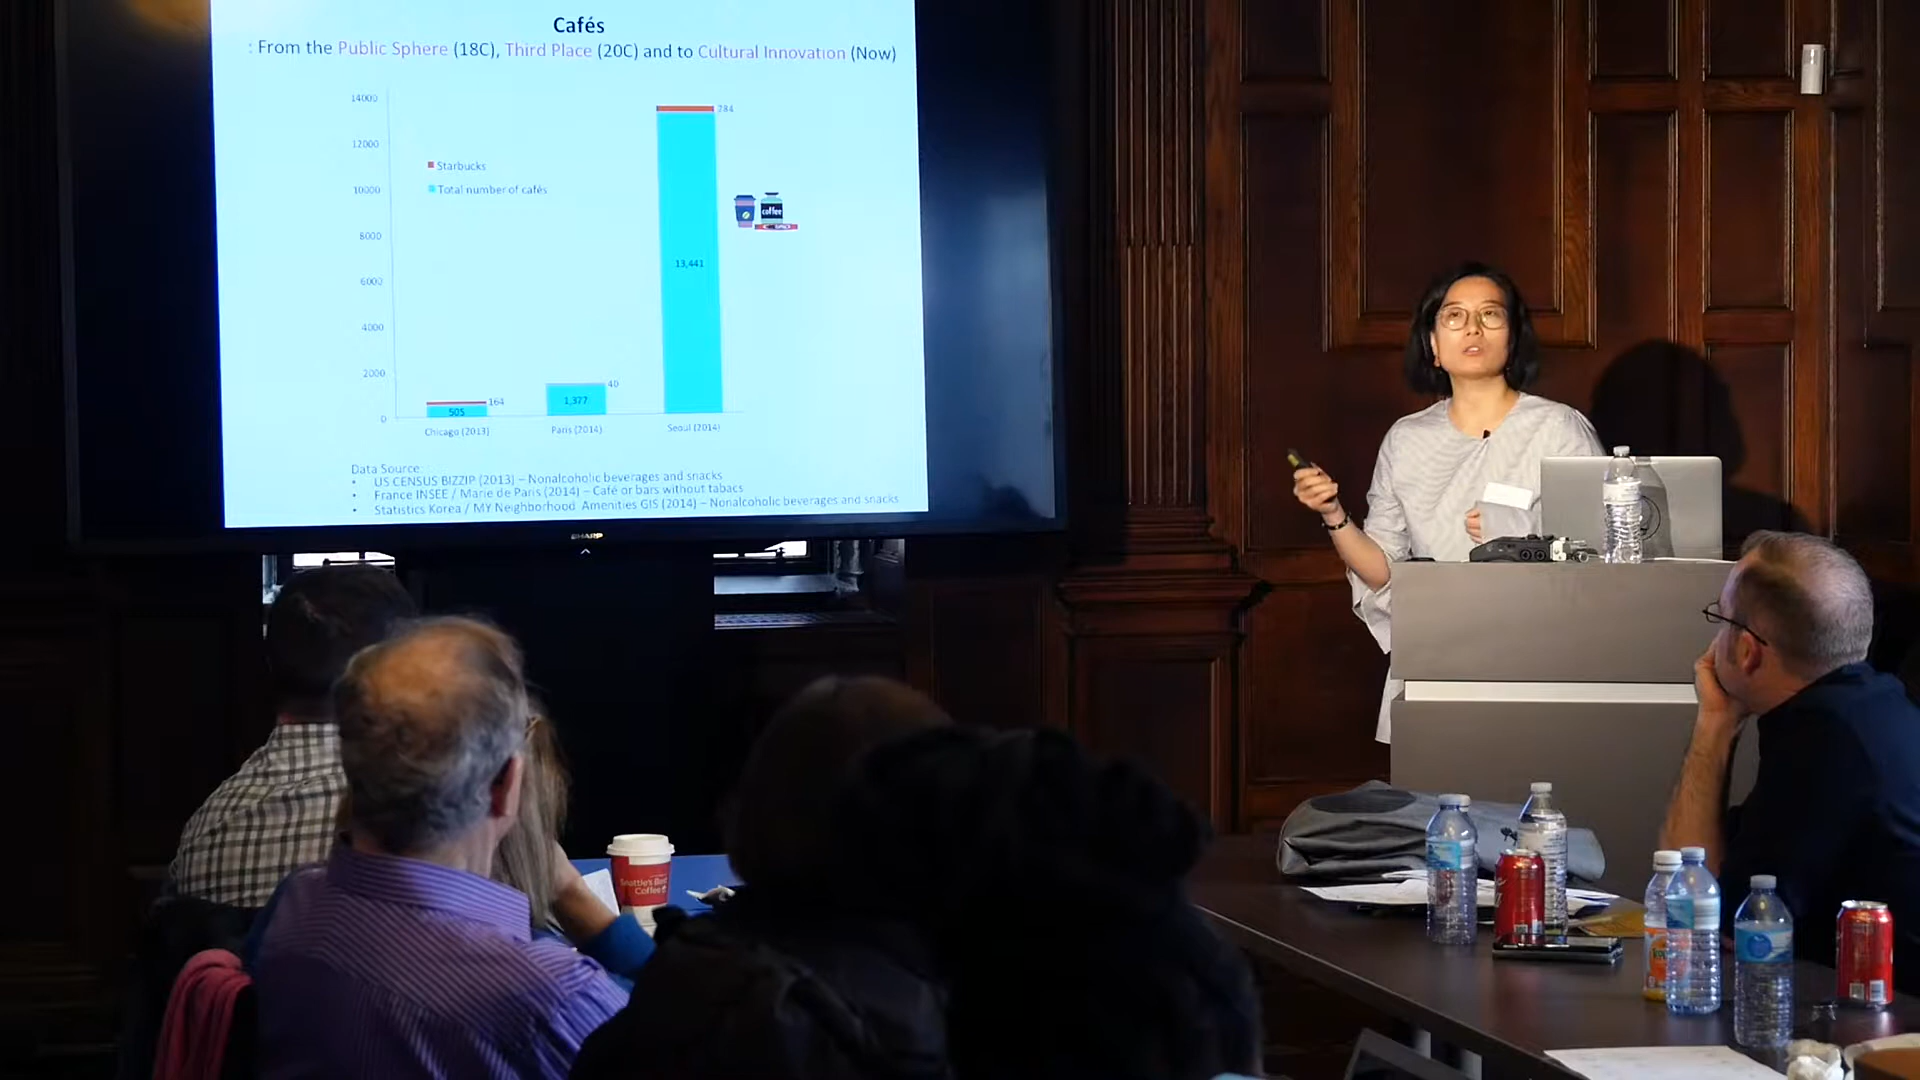 Cafés
: From the Public Sphere (18C), Third Place (20C) and to Cultural Innovation (Now)
14000
12000
10000
8000
6000
4000
2000
0
Starbucks
Total number of cafés
284
13,441
coffee
40
1,377
164
505
Chicago (2013)
Paris (2014)
Seoul (2014)
Data Source:
• US CENSUS BIZZIP (2013) – Nonalcoholic beverages and snacks
• France INSEE / Marie de Paris (2014) – Café or bars without tabacs
• Statistics Korea / MY Neighborhood Amenities GIS (2014) – Nonalcoholic beverages and snacks
SHARP
Seattle's Best
Coffee